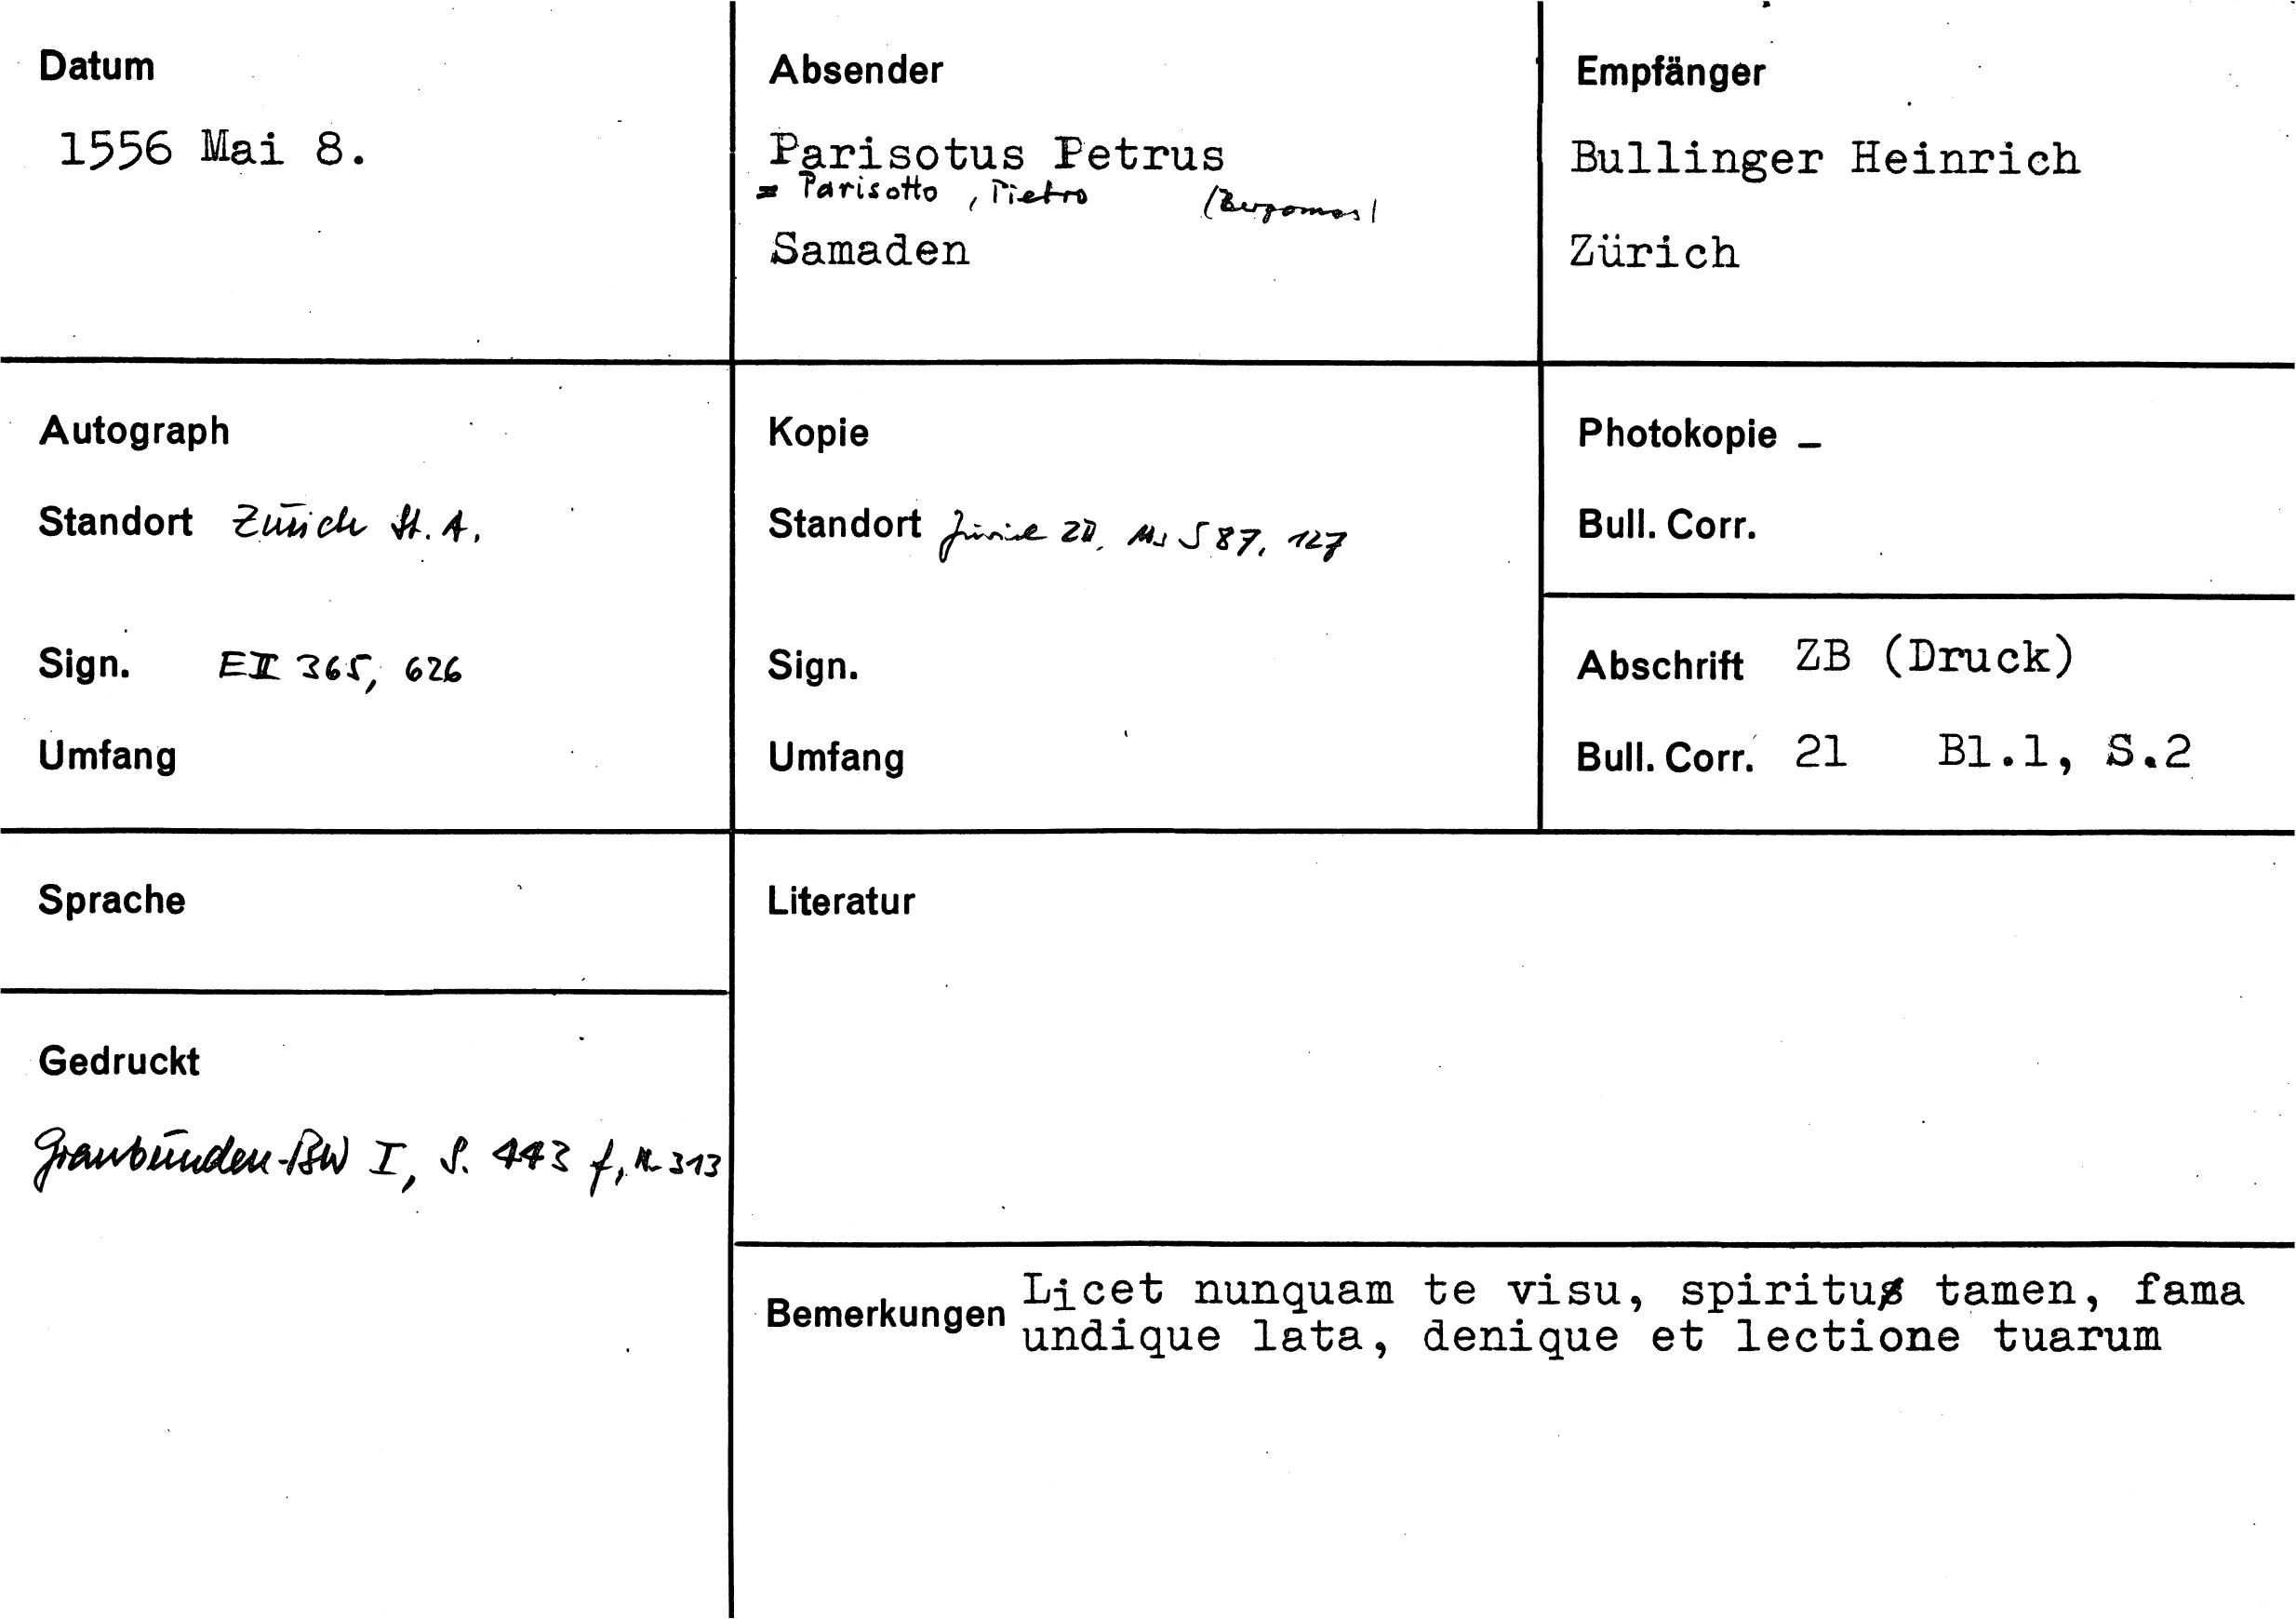 Datum
1556 Mai 8.
Absender
Parisotus Petrus
= Parisotto, Pietro (Bergomas)
Samaden
Empfänger
Bullinger Heinrich
Zürich
Autograph
Standort Zürich St. A.
Sign. E II 365, 626
Umfang
Kopie
Standort Zürich ZB, Ms S 87, 127
Sign.
Umfang
Photokopie –
Bull. Corr.
Abschrift ZB (Druck)
Bull. Corr. 21 Bl.1, S.2
Sprache
Literatur
Gedruckt
Graubünden-BW I, S. 443 f, Nr 313
Bemerkungen Licet nunquam te visu, spiritu tamen, fama
undique lata, denique et lectione tuarum